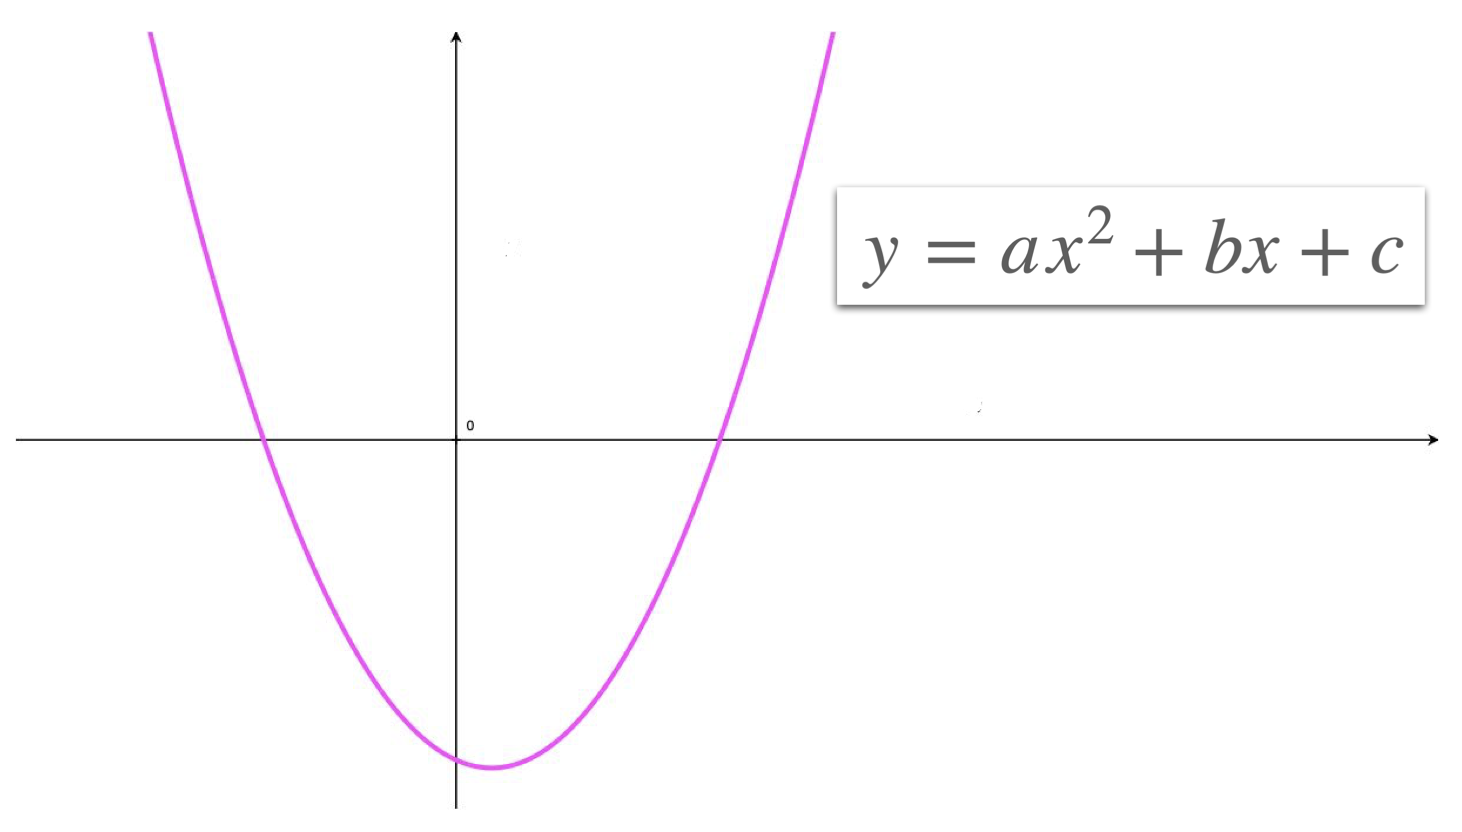 y = ax² + bx + c
0